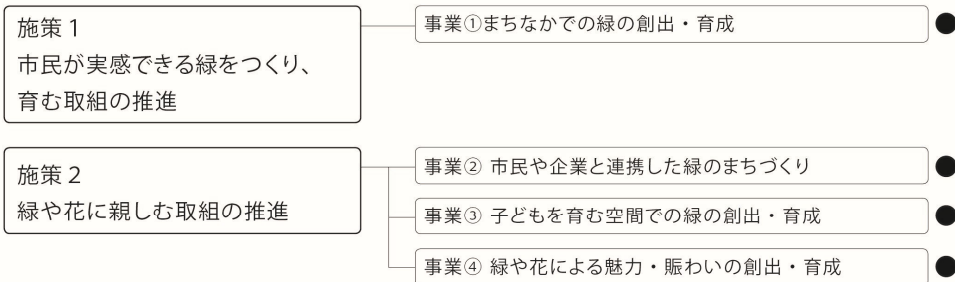 施策 1
市民が実感できる緑をつくり、
育む取組の推進
事業①まちなかでの緑の創出・育成
施策 2
緑や花に親しむ取組の推進
事業② 市民や企業と連携した緑のまちづくり
事業③ 子どもを育む空間での緑の創出・育成
事業④ 緑や花による魅力・賑わいの創出・育成